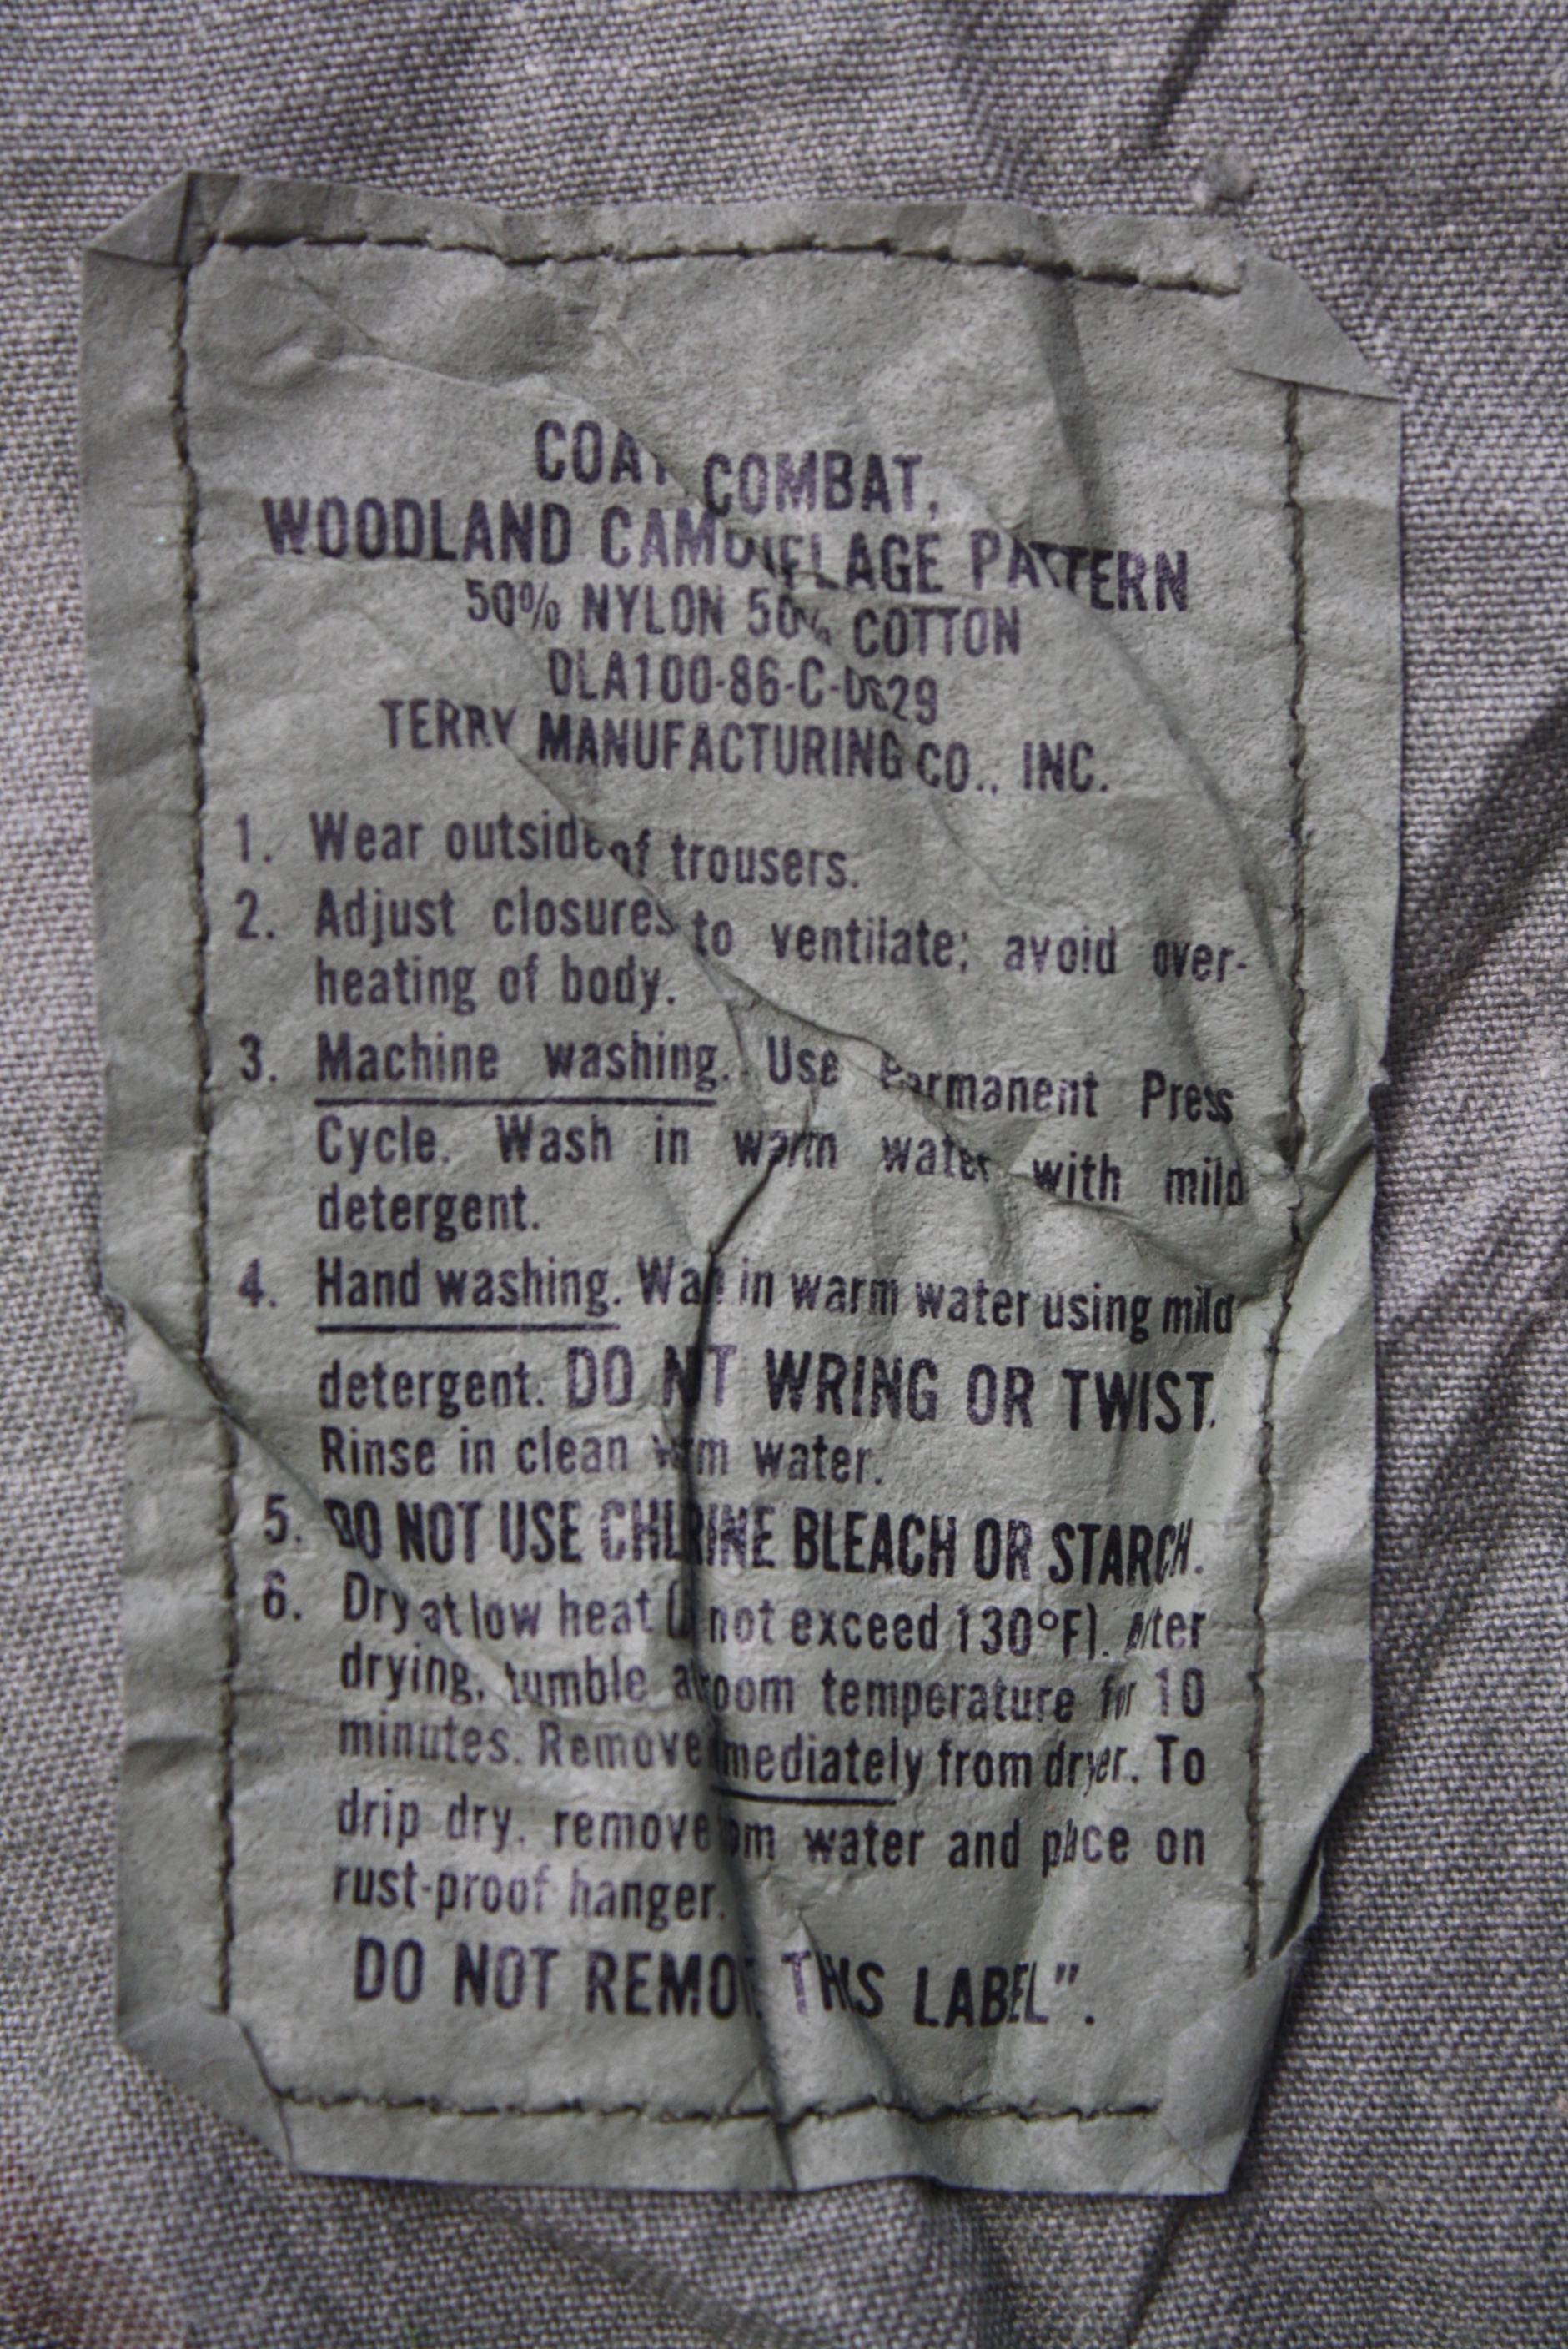 COAT, COMBAT,
WOODLAND CAMOUFLAGE PATTERN
50% NYLON 50% COTTON
TERRY MANUFACTURING CO., INC.
1. Wear outside of trousers.
2. Adjust closures to ventilate; avoid over-
heating of body.
3. Machine washing. Use Permanent Press
Cycle. Wash in warm water with mild
detergent.
4. Hand washing. Wash in warm water using mild
detergent. DO NOT WRING OR TWIST.
Rinse in clean warm water.
5. DO NOT USE CHLORINE BLEACH OR STARCH.
6. Dry at low heat (do not exceed 130°F). After
drying, tumble at room temperature for 10
minutes. Remove immediately from dryer. To
drip dry, remove from water and place on
rust-proof hanger.
DO NOT REMOVE THIS LABEL".